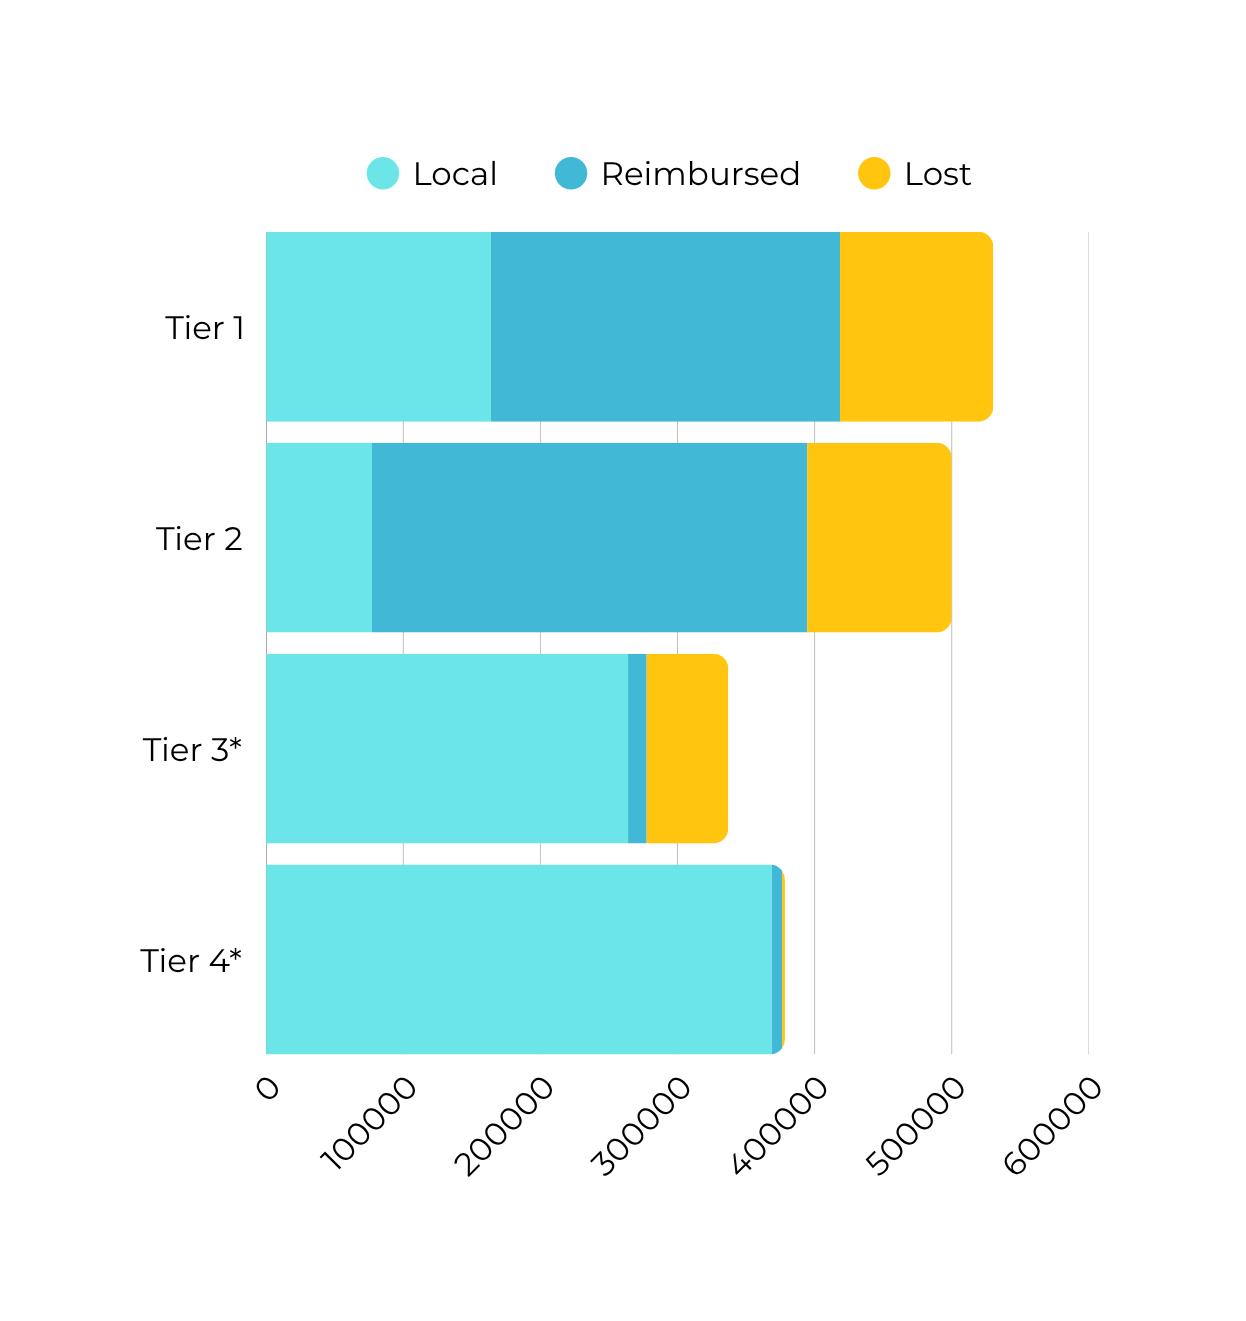 Local Reimbursed Lost
Tier 1
Tier 2
Tier 3*
Tier 4*
0 100000 200000 300000 400000 500000 600000